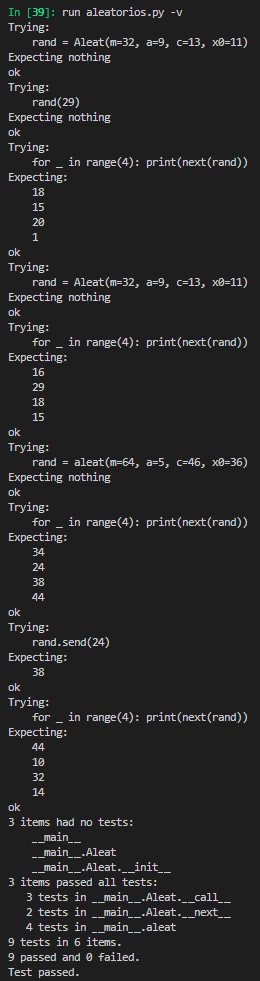 In [39]: run aleatorios.py -v
Trying:
    rand = Aleat(m=32, a=9, c=13, x0=11)
Expecting nothing
ok
Trying:
    rand(29)
Expecting nothing
ok
Trying:
    for _ in range(4): print(next(rand))
Expecting:
    18
    15
    20
    1
ok
Trying:
    rand = Aleat(m=32, a=9, c=13, x0=11)
Expecting nothing
ok
Trying:
    for _ in range(4): print(next(rand))
Expecting:
    16
    29
    18
    15
ok
Trying:
    rand = aleat(m=64, a=5, c=46, x0=36)
Expecting nothing
ok
Trying:
    for _ in range(4): print(next(rand))
Expecting:
    34
    24
    38
    44
ok
Trying:
    rand.send(24)
Expecting:
    38
ok
Trying:
    for _ in range(4): print(next(rand))
Expecting:
    44
    10
    32
    14
ok
3 items had no tests:
    __main__
    __main__.Aleat
    __main__.Aleat.__init__
3 items passed all tests:
   3 tests in __main__.Aleat.__call__
   2 tests in __main__.Aleat.__next__
   4 tests in __main__.aleat
9 tests in 6 items.
9 passed and 0 failed.
Test passed.